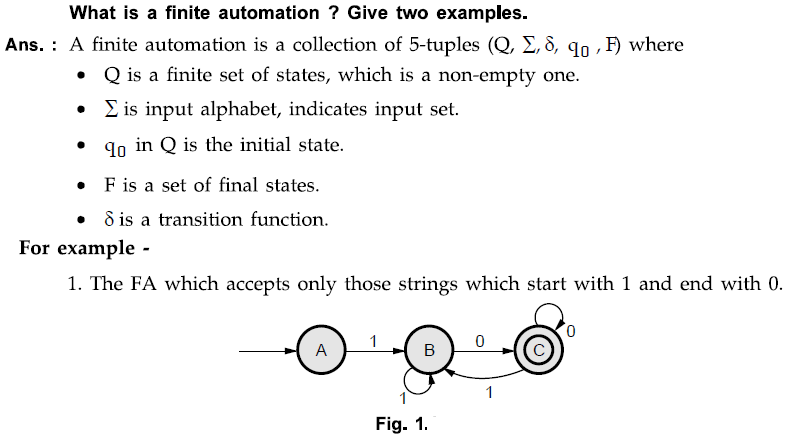 What is a finite automation ? Give two examples.
Ans. : A finite automation is a collection of 5-tuples (Q, Σ, δ, q0 , F) where
• Q is a finite set of states, which is a non-empty one.
• Σ is input alphabet, indicates input set.
• q0 in Q is the initial state.
• F is a set of final states.
• δ is a transition function.
For example -
1. The FA which accepts only those strings which start with 1 and end with 0.
0
A 1 B 0 C
1 1
Fig. 1.